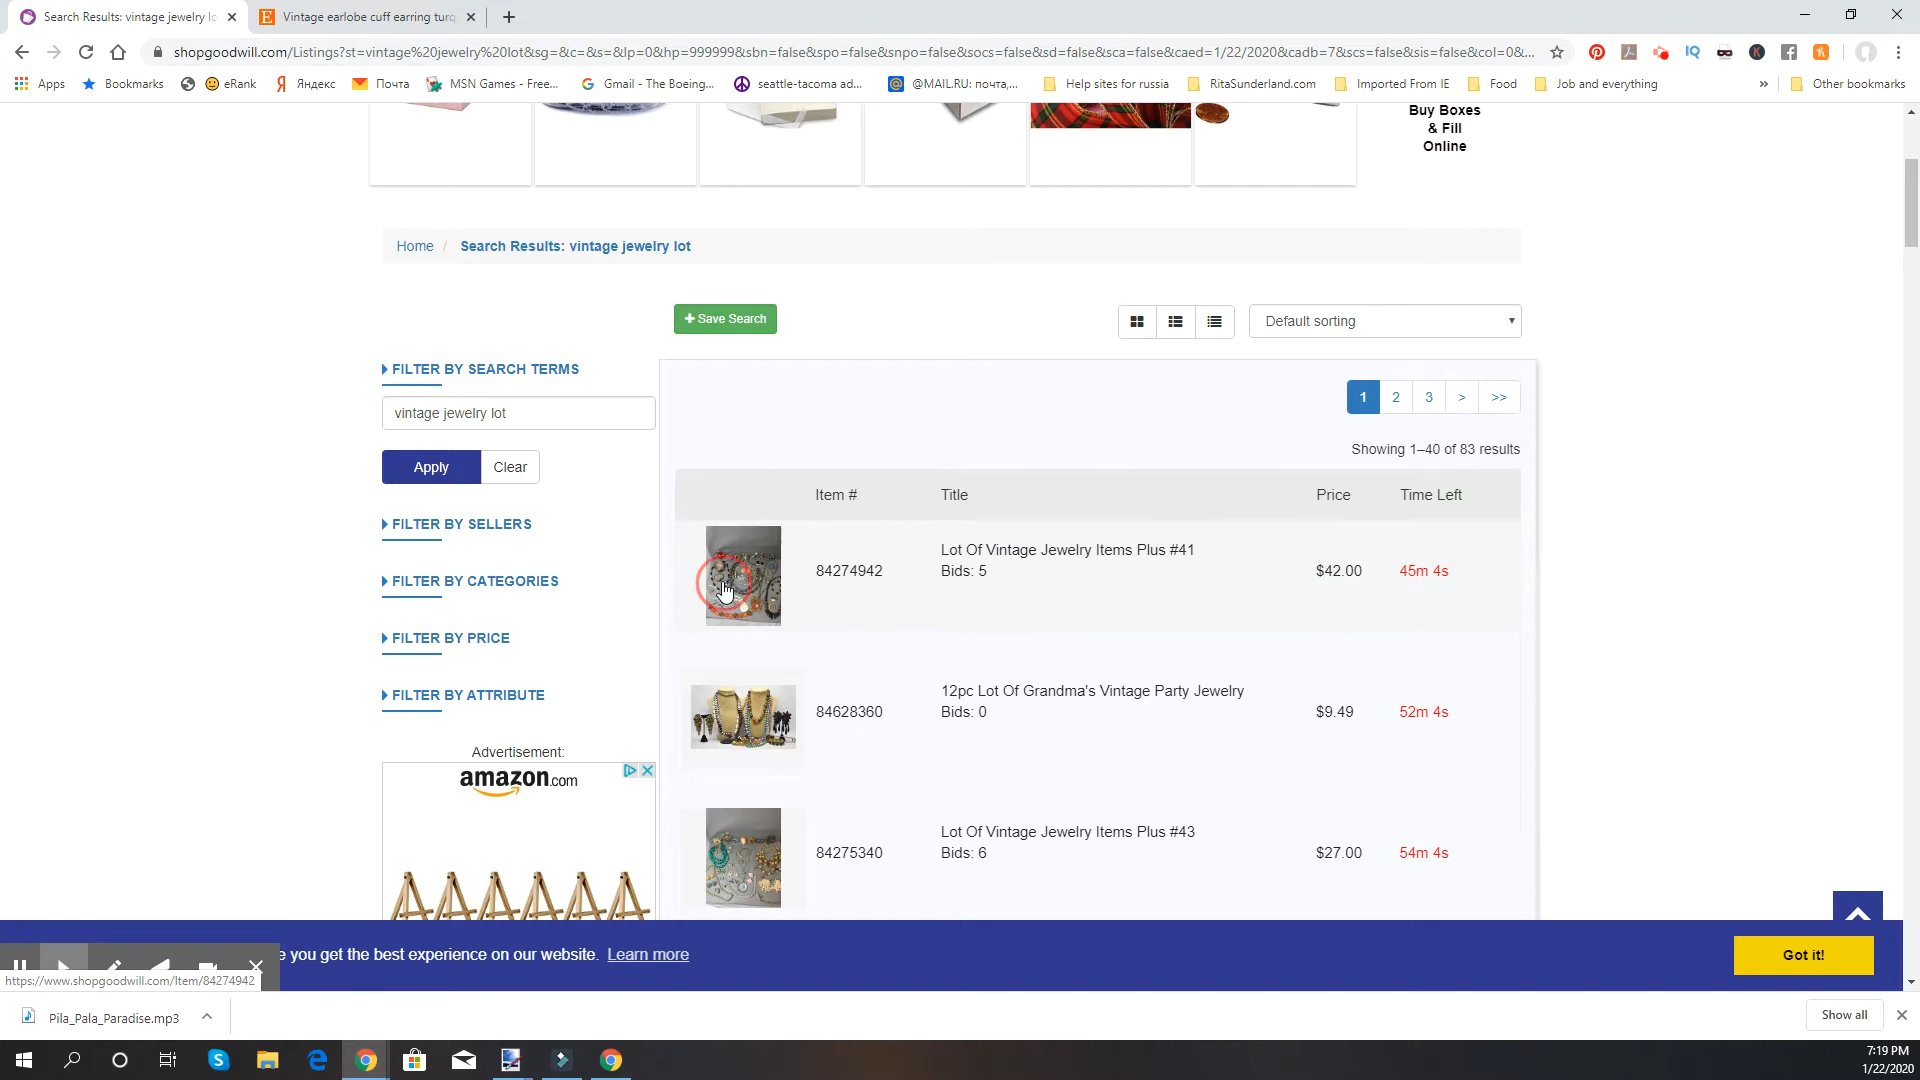 Search Results: vintage jewelry lo
Vintage earlobe cuff earring turq
shopgoodwill.com/Listings?st=vintage%20jewelry%20lot&sg=&c=&s=&lp=0&hp=999999&sbn=false&spo=false&snpo=false&socs=false&sd=false&sca=false&caed=1/22/2020&cadb=7&scs=false&sis=false&col=0&...
Apps
Bookmarks
eRank
Яндекс
Почта
MSN Games - Free...
Gmail - The Boeing...
seattle-tacoma ad...
@MAIL.RU: почта,...
Help sites for russia
RitaSunderland.com
Imported From IE
Food
Job and everything
»
Other bookmarks
Buy Boxes
& Fill
Online
Home / Search Results: vintage jewelry lot
+ Save Search
Default sorting
FILTER BY SEARCH TERMS
vintage jewelry lot
Apply
Clear
FILTER BY SELLERS
FILTER BY CATEGORIES
FILTER BY PRICE
FILTER BY ATTRIBUTE
Advertisement:
amazon.com
1 2 3 > >>
Showing 1–40 of 83 results
Item # Title Price Time Left
84274942 Lot Of Vintage Jewelry Items Plus #41 $42.00 45m 4s
Bids: 5
84628360 12pc Lot Of Grandma's Vintage Party Jewelry $9.49 52m 4s
Bids: 0
84275340 Lot Of Vintage Jewelry Items Plus #43 $27.00 54m 4s
Bids: 6
e you get the best experience on our website. Learn more
Got it!
https://www.shopgoodwill.com/Item/84274942
Pila_Pala_Paradise.mp3
Show all
7:19 PM
1/22/2020